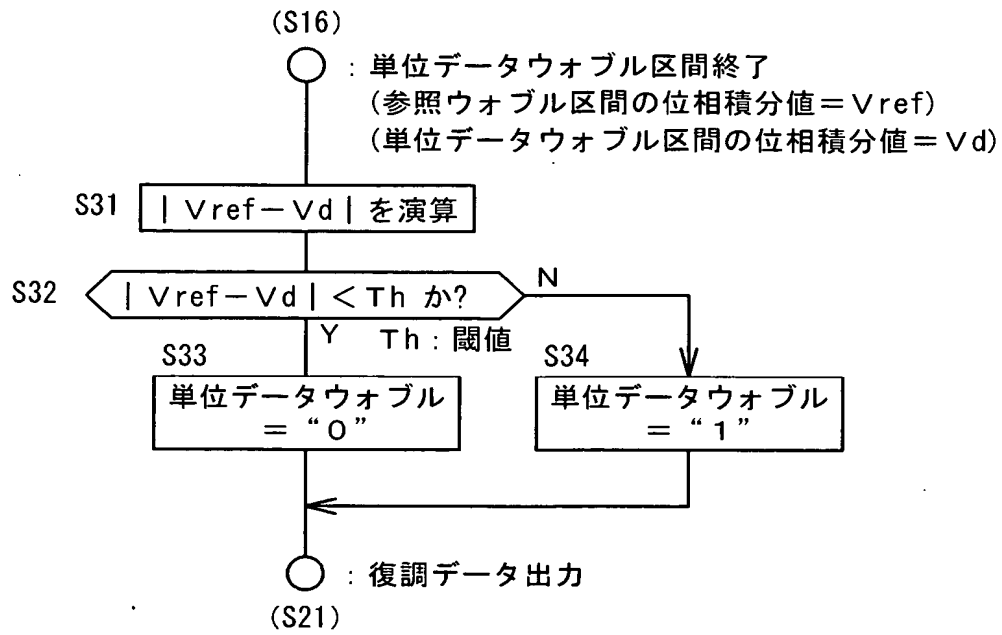 (S16)
：単位データウォブル区間終了
(参照ウォブル区間の位相積分値＝Vref)
(単位データウォブル区間の位相積分値＝Vd)
S31
｜Vref－Vd｜を演算
S32
｜Vref－Vd｜＜Th か?
N
Y
Th：閾値
S33
単位データウォブル
＝“0”
S34
単位データウォブル
＝“1”
：復調データ出力
(S21)